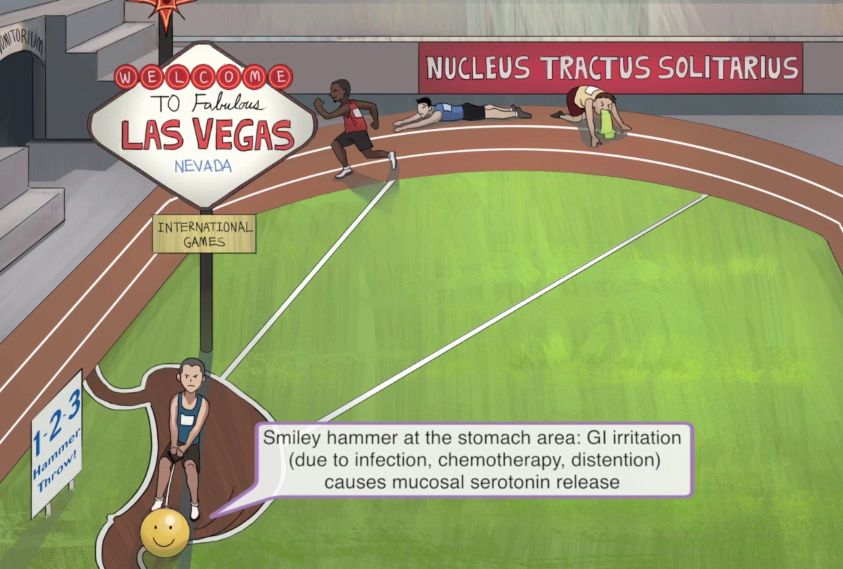 ONITORIUM
WELCOME
TO Fabulous
LAS VEGAS
NEVADA
INTERNATIONAL
GAMES
NUCLEUS TRACTUS SOLITARIUS
1-2-3
Hammer
Throw!
Smiley hammer at the stomach area: GI irritation
(due to infection, chemotherapy, distention)
causes mucosal serotonin release